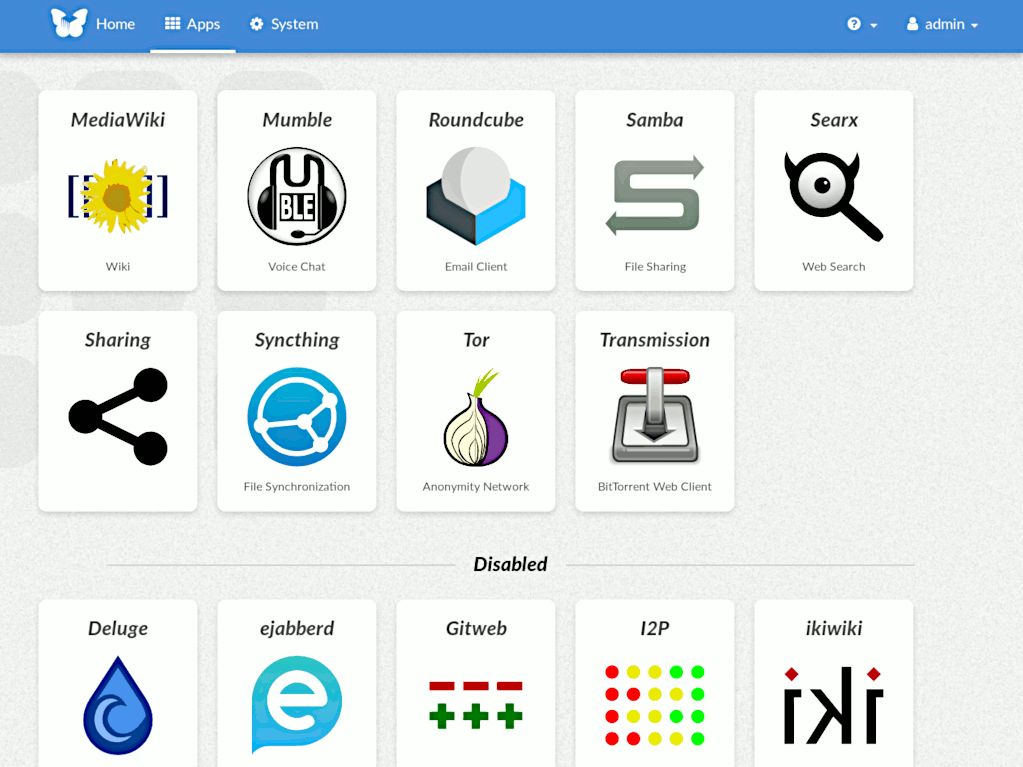 Home Apps System admin
MediaWiki Mumble Roundcube Samba Searx
[[ ]] BLE
Wiki Voice Chat Email Client File Sharing Web Search
Sharing Syncthing Tor Transmission
File Synchronization Anonymity Network BitTorrent Web Client
Disabled
Deluge ejabberd Gitweb I2P ikiwiki
e iki